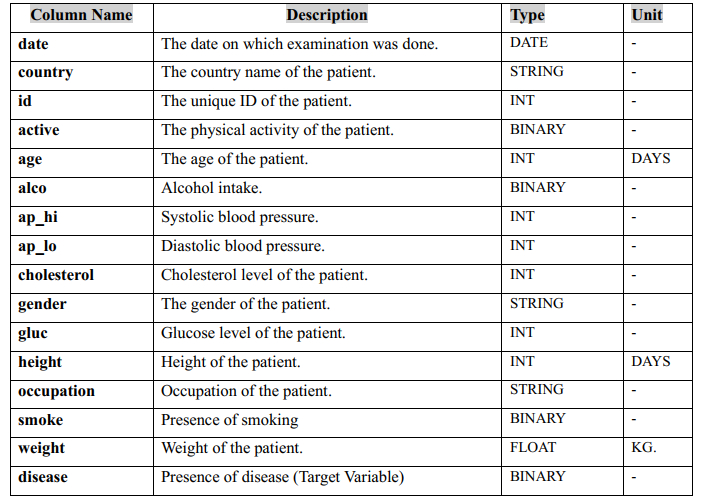 Column Name Description Type Unit
date The date on which examination was done. DATE -
country The country name of the patient. STRING -
id The unique ID of the patient. INT -
active The physical activity of the patient. BINARY -
age The age of the patient. INT DAYS
alco Alcohol intake. BINARY -
ap_hi Systolic blood pressure. INT -
ap_lo Diastolic blood pressure. INT -
cholesterol Cholesterol level of the patient. INT -
gender The gender of the patient. STRING -
gluc Glucose level of the patient. INT -
height Height of the patient. INT DAYS
occupation Occupation of the patient. STRING -
smoke Presence of smoking BINARY -
weight Weight of the patient. FLOAT KG.
disease Presence of disease (Target Variable) BINARY -